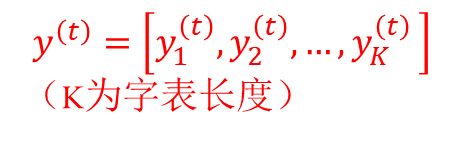 y^{(t)} = [y_1^{(t)}, y_2^{(t)}, ..., y_K^{(t)}]
（K为字表长度）